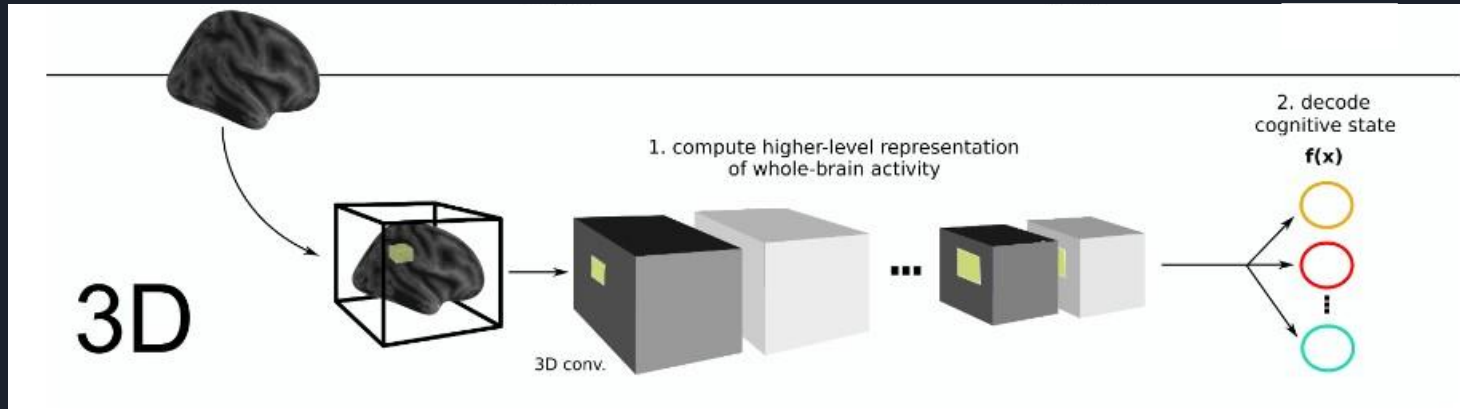 1. compute higher-level representation
of whole-brain activity
2. decode
cognitive state
f(x)
3D
3D conv.